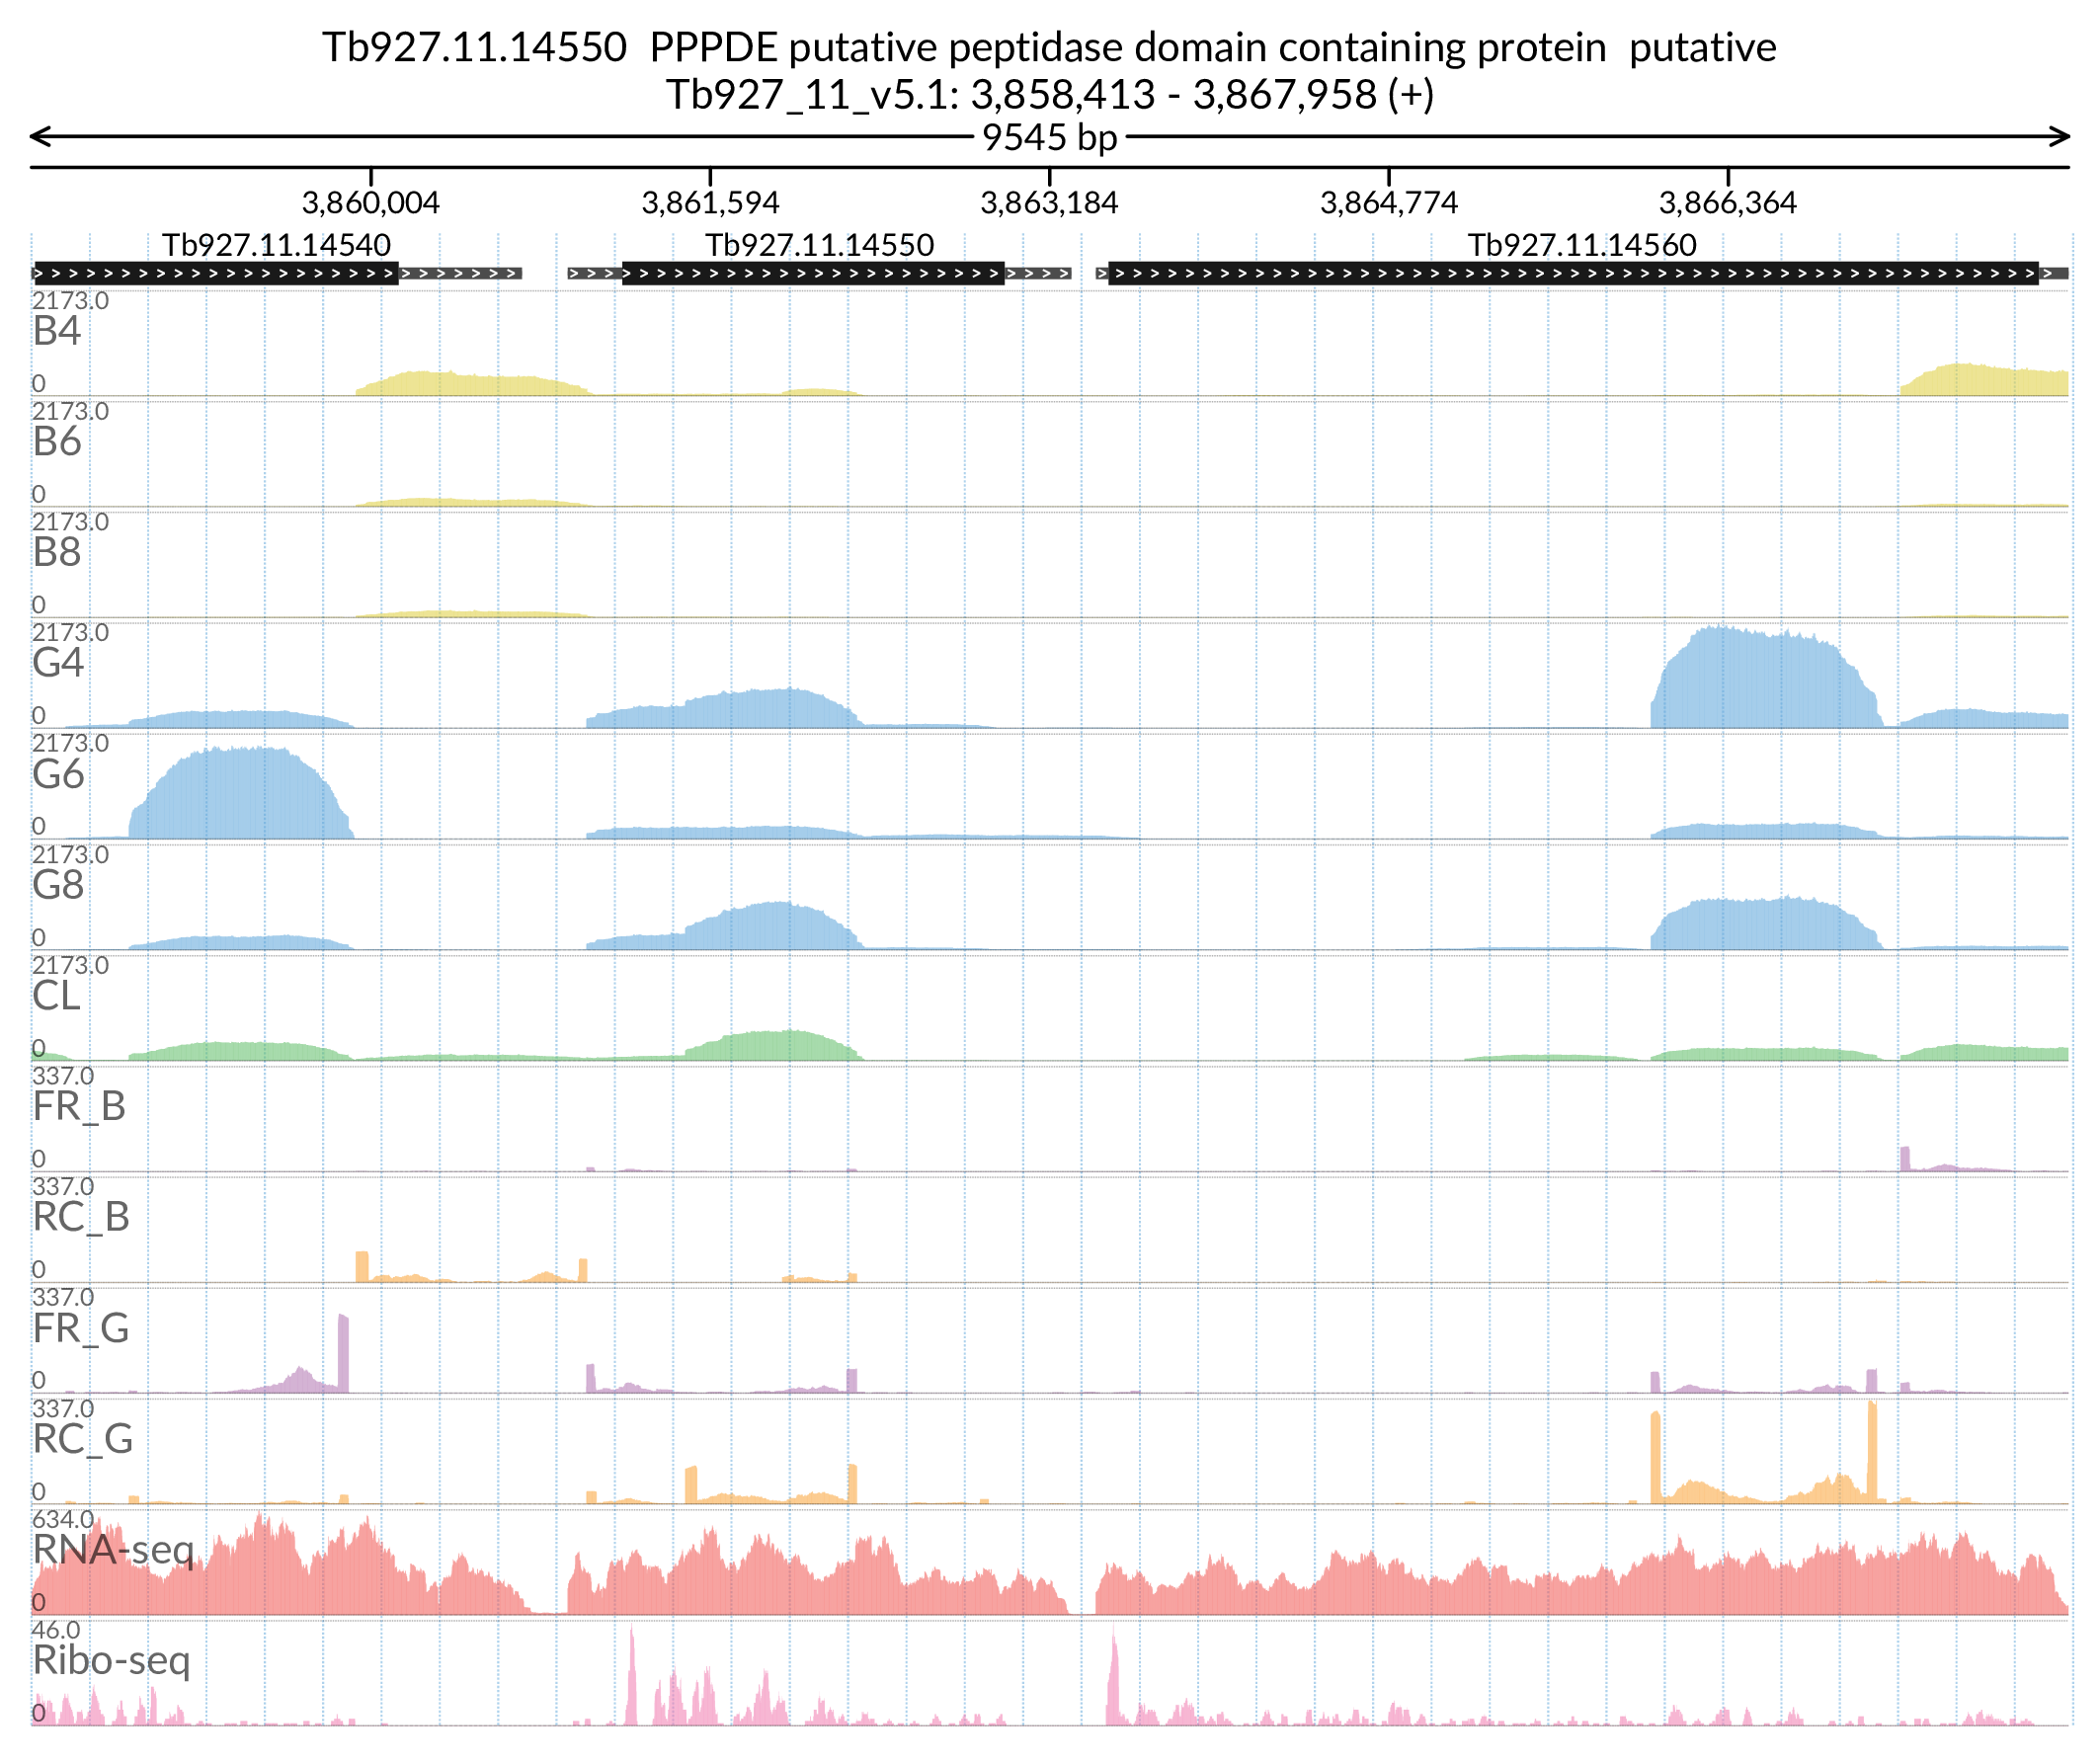 Tb927.11.14550  PPPDE putative peptidase domain containing protein  putative
Tb927_11_v5.1: 3,858,413 - 3,867,958 (+)
9545 bp
3,860,004 3,861,594 3,863,184 3,864,774 3,866,364
Tb927.11.14540 Tb927.11.14550 Tb927.11.14560
2173.0
B4
0
2173.0
B6
0
2173.0
B8
0
2173.0
G4
0
2173.0
G6
0
2173.0
G8
0
2173.0
CL
0
337.0
FR_B
0
337.0
RC_B
0
337.0
FR_G
0
337.0
RC_G
0
634.0
RNA-seq
0
46.0
Ribo-seq
0